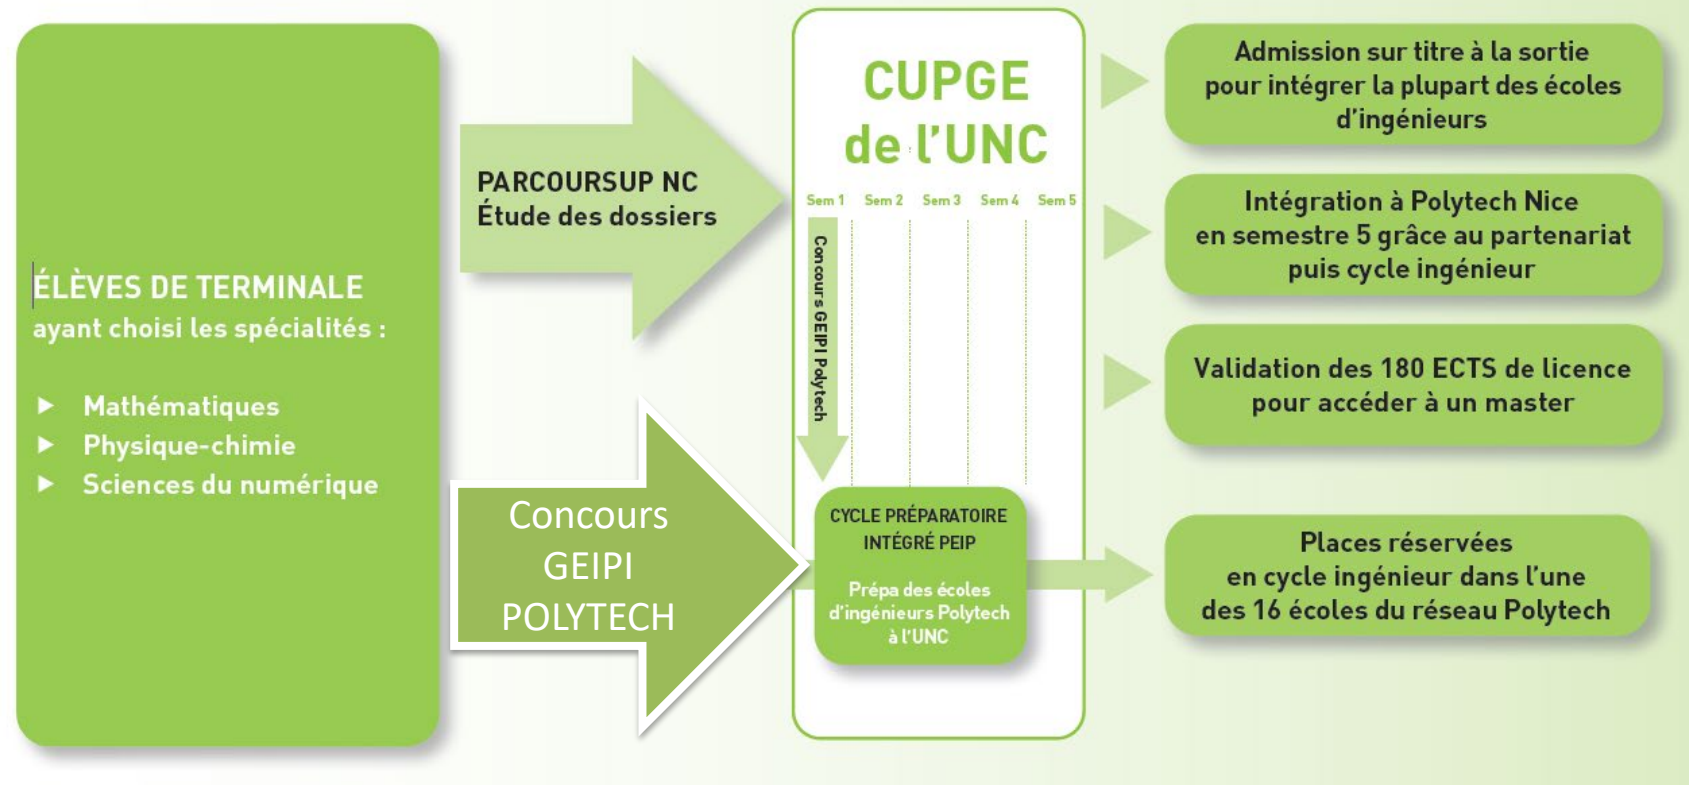 ÉLÈVES DE TERMINALE
ayant choisi les spécialités :
Mathématiques
Physique-chimie
Sciences du numérique
PARCOURSUP NC
Étude des dossiers
Concours
GEIPI
POLYTECH
CUPGE
de l'UNC
Sem 1 Sem 2 Sem 3 Sem 4 Sem 5
Concours GEIPI Polytech
CYCLE PRÉPARATOIRE
INTÉGRÉ PEIP
Prépa des écoles
d'ingénieurs Polytech
à l'UNC
Admission sur titre à la sortie
pour intégrer la plupart des écoles
d'ingénieurs
Intégration à Polytech Nice
en semestre 5 grâce au partenariat
puis cycle ingénieur
Validation des 180 ECTS de licence
pour accéder à un master
Places réservées
en cycle ingénieur dans l'une
des 16 écoles du réseau Polytech